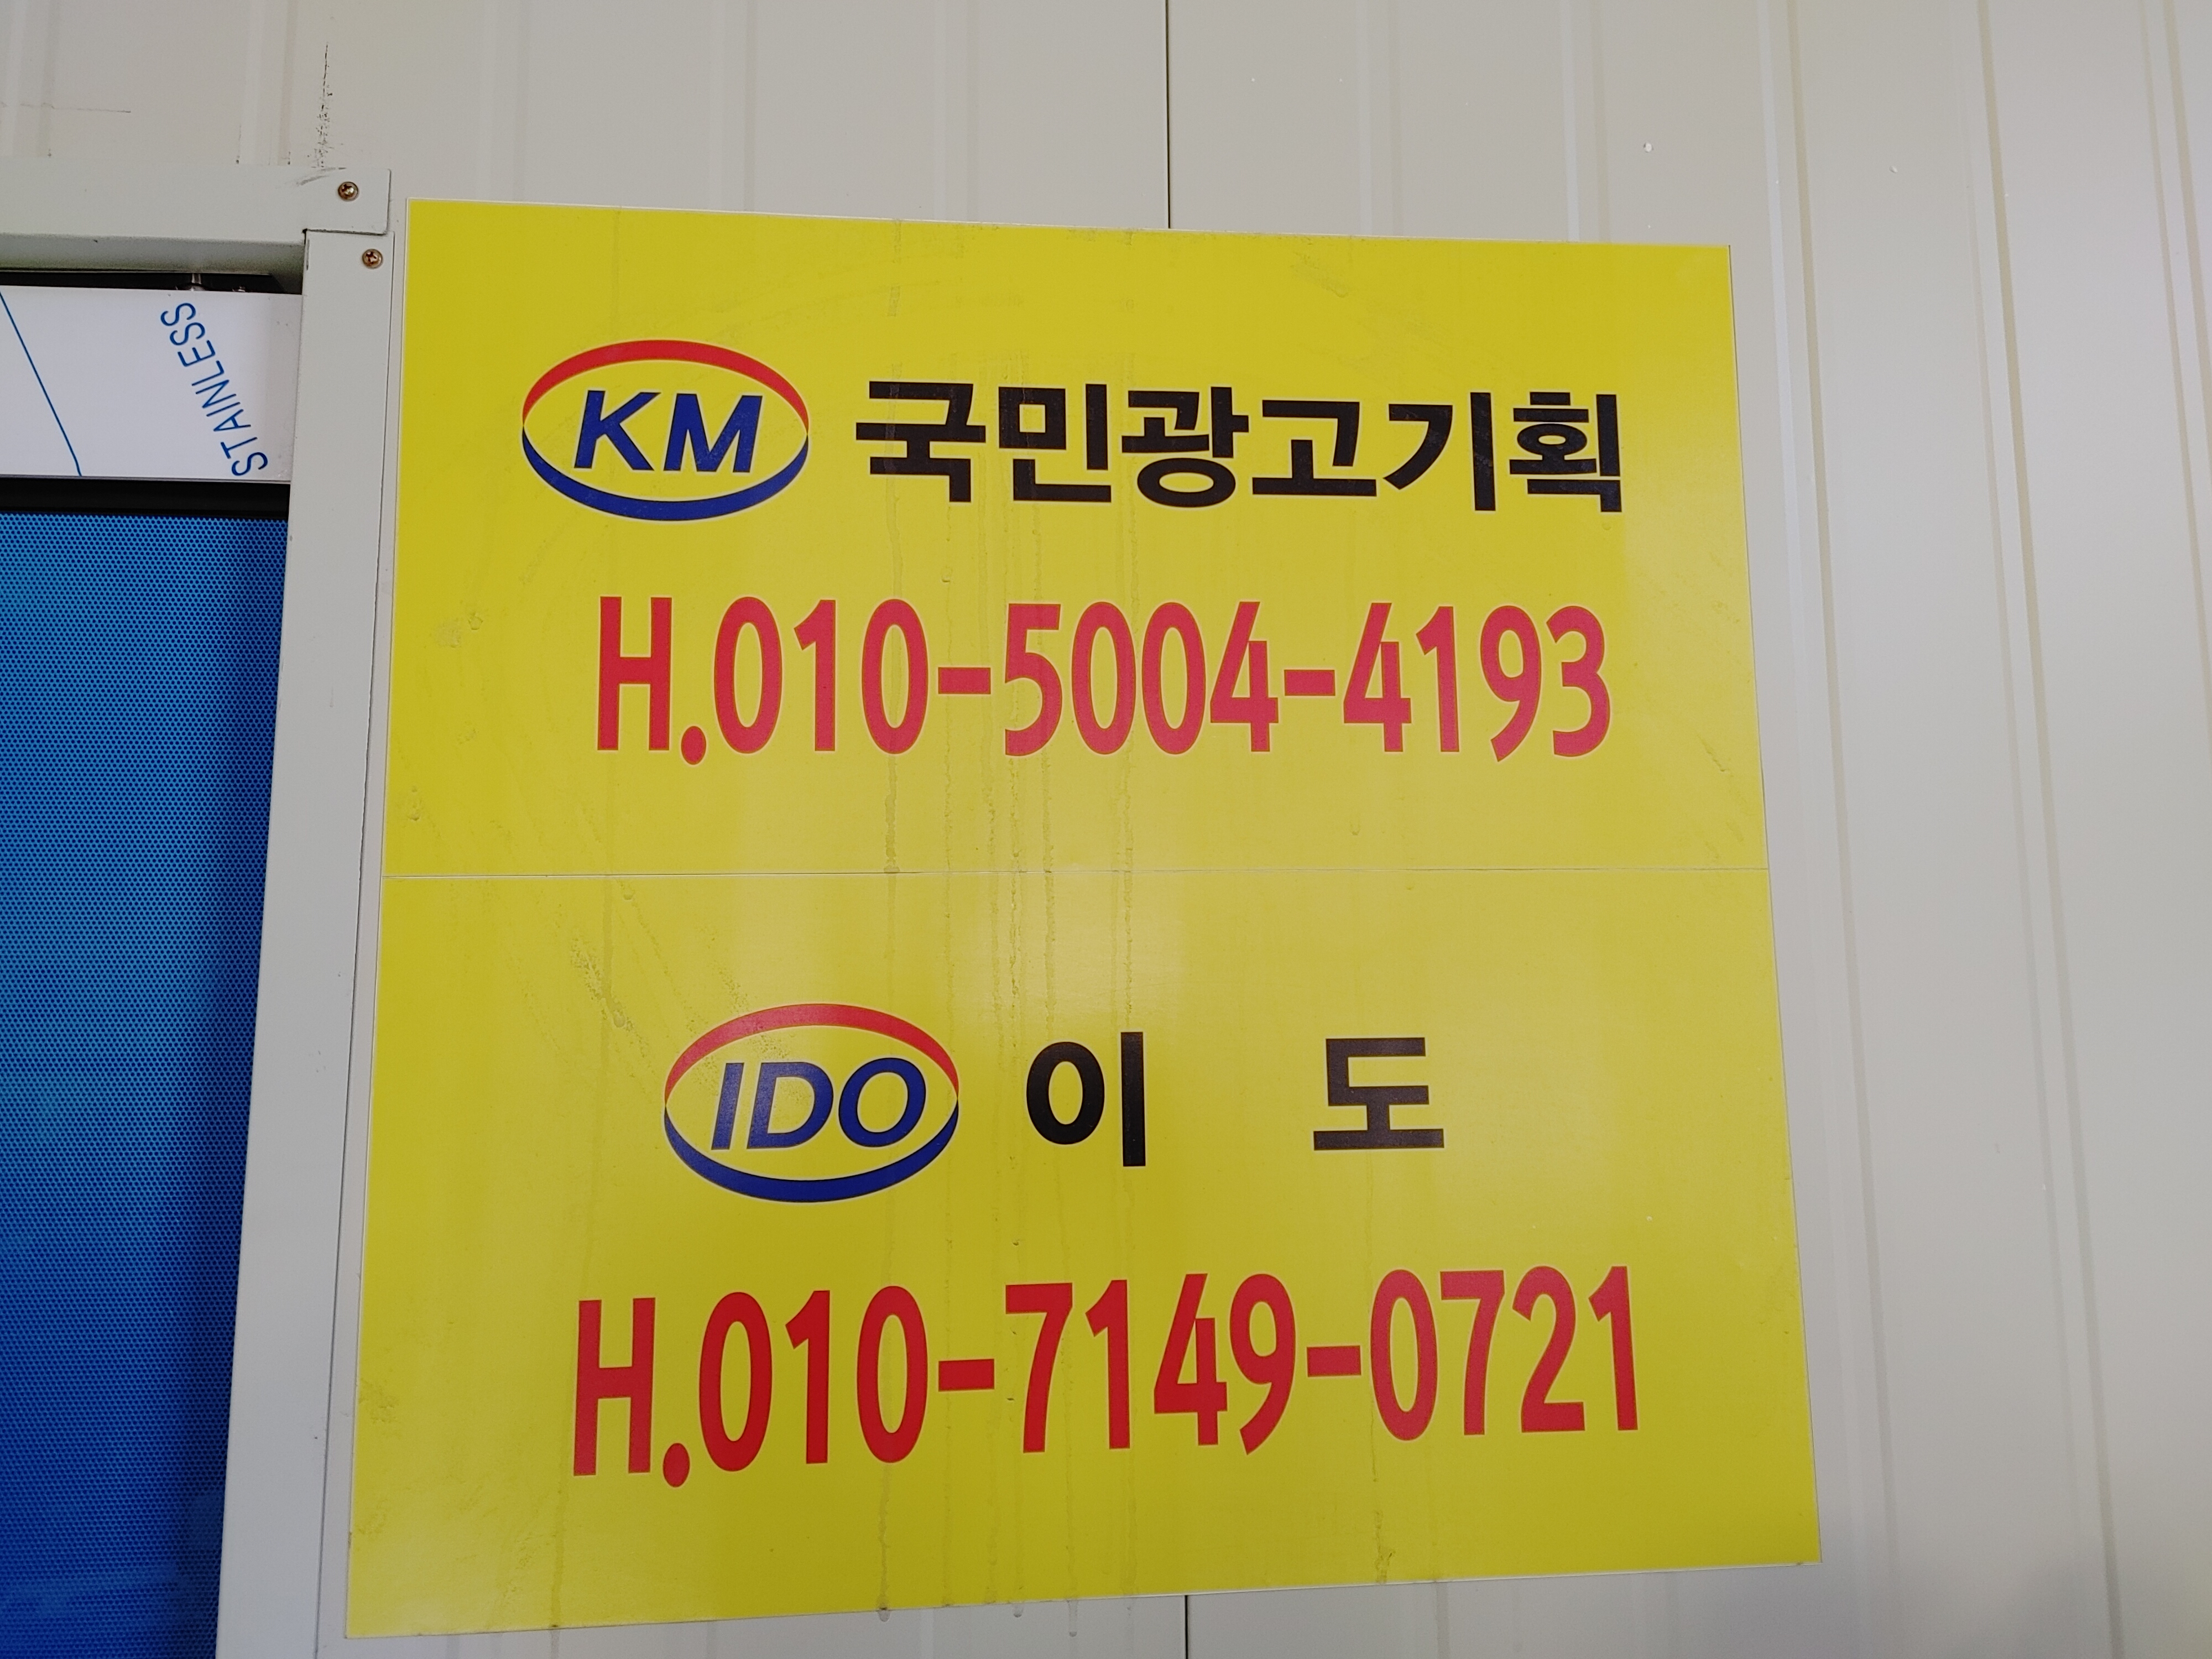 STAINLESS
KM 국민광고기획
H.010-5004-4193
IDO 이 도
H.010-7149-0721